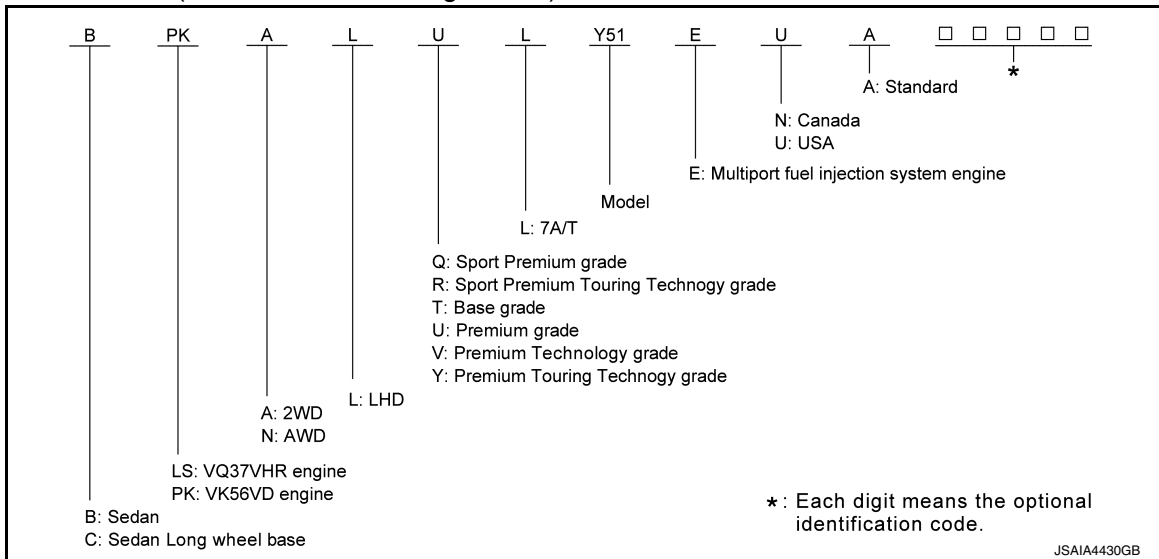 B PK A L U L Y51 E U A □ □ □ □ □
*
A: Standard
N: Canada
U: USA
E: Multiport fuel injection system engine
Model
L: 7A/T
Q: Sport Premium grade
R: Sport Premium Touring Technogy grade
T: Base grade
U: Premium grade
V: Premium Technology grade
Y: Premium Touring Technogy grade
L: LHD
A: 2WD
N: AWD
LS: VQ37VHR engine
PK: VK56VD engine
B: Sedan
C: Sedan Long wheel base
*: Each digit means the optional
identification code.
JSAIA4430GB